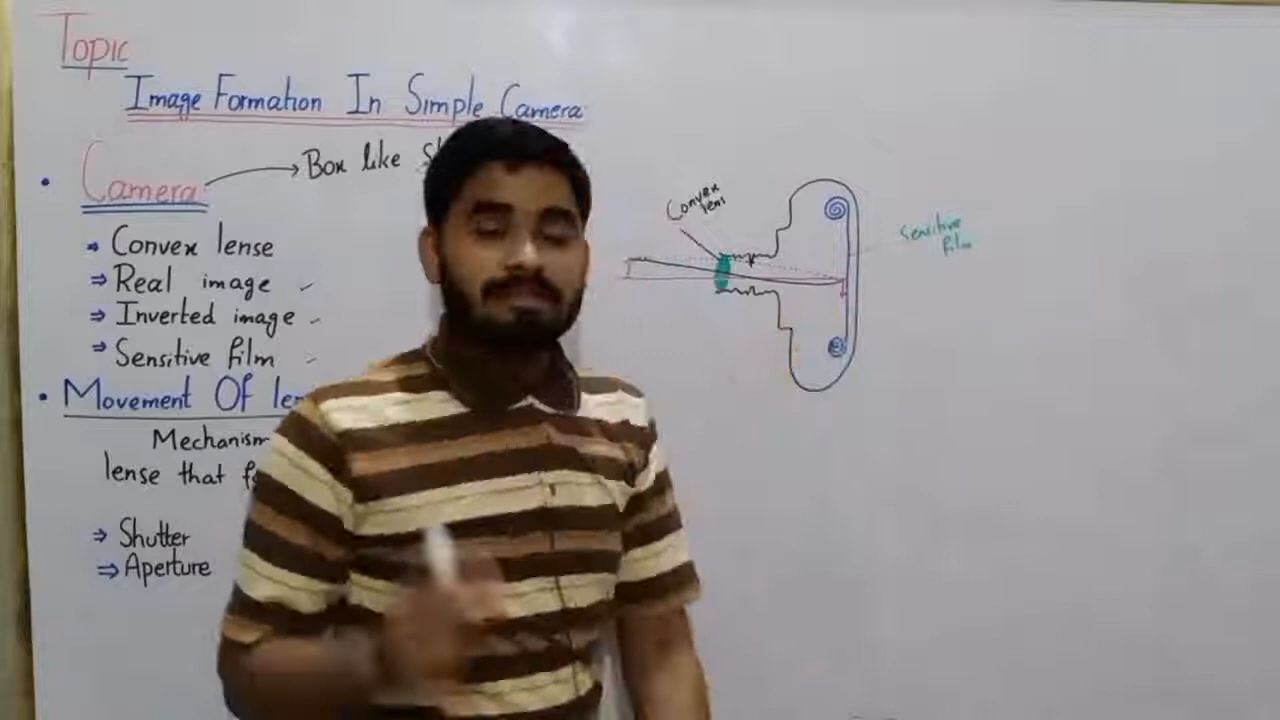 Topic
Image Formation In Simple Camera
• Camera → Box like
→ Convex lense
⇒ Real image
⇒ Inverted image
⇒ Sensitive film
• Movement Of
Mechanism
lense that
⇒ Shutter
⇒ Aperture
Convex
lens
Sensitive
film